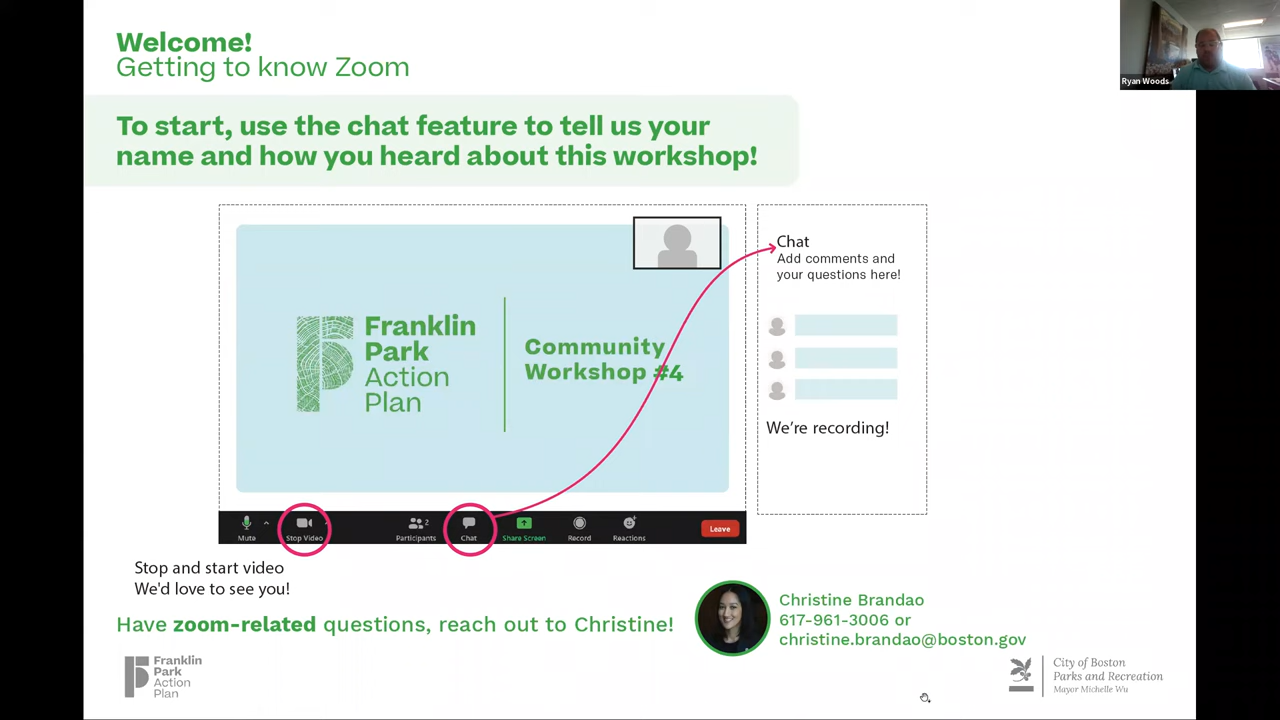 Welcome!
Getting to know Zoom
Ryan Woods
To start, use the chat feature to tell us your
name and how you heard about this workshop!
Franklin
Park
Action
Plan
Community
Workshop #4
Chat
Add comments and
your questions here!
We're recording!
Mute
Stop Video
Participants
2
Chat
Share Screen
Record
Reactions
Leave
Stop and start video
We'd love to see you!
Have zoom-related questions, reach out to Christine!
Christine Brandao
617-961-3006 or
christine.brandao@boston.gov
Franklin
Park
Action
Plan
City of Boston
Parks and Recreation
Mayor Michelle Wu